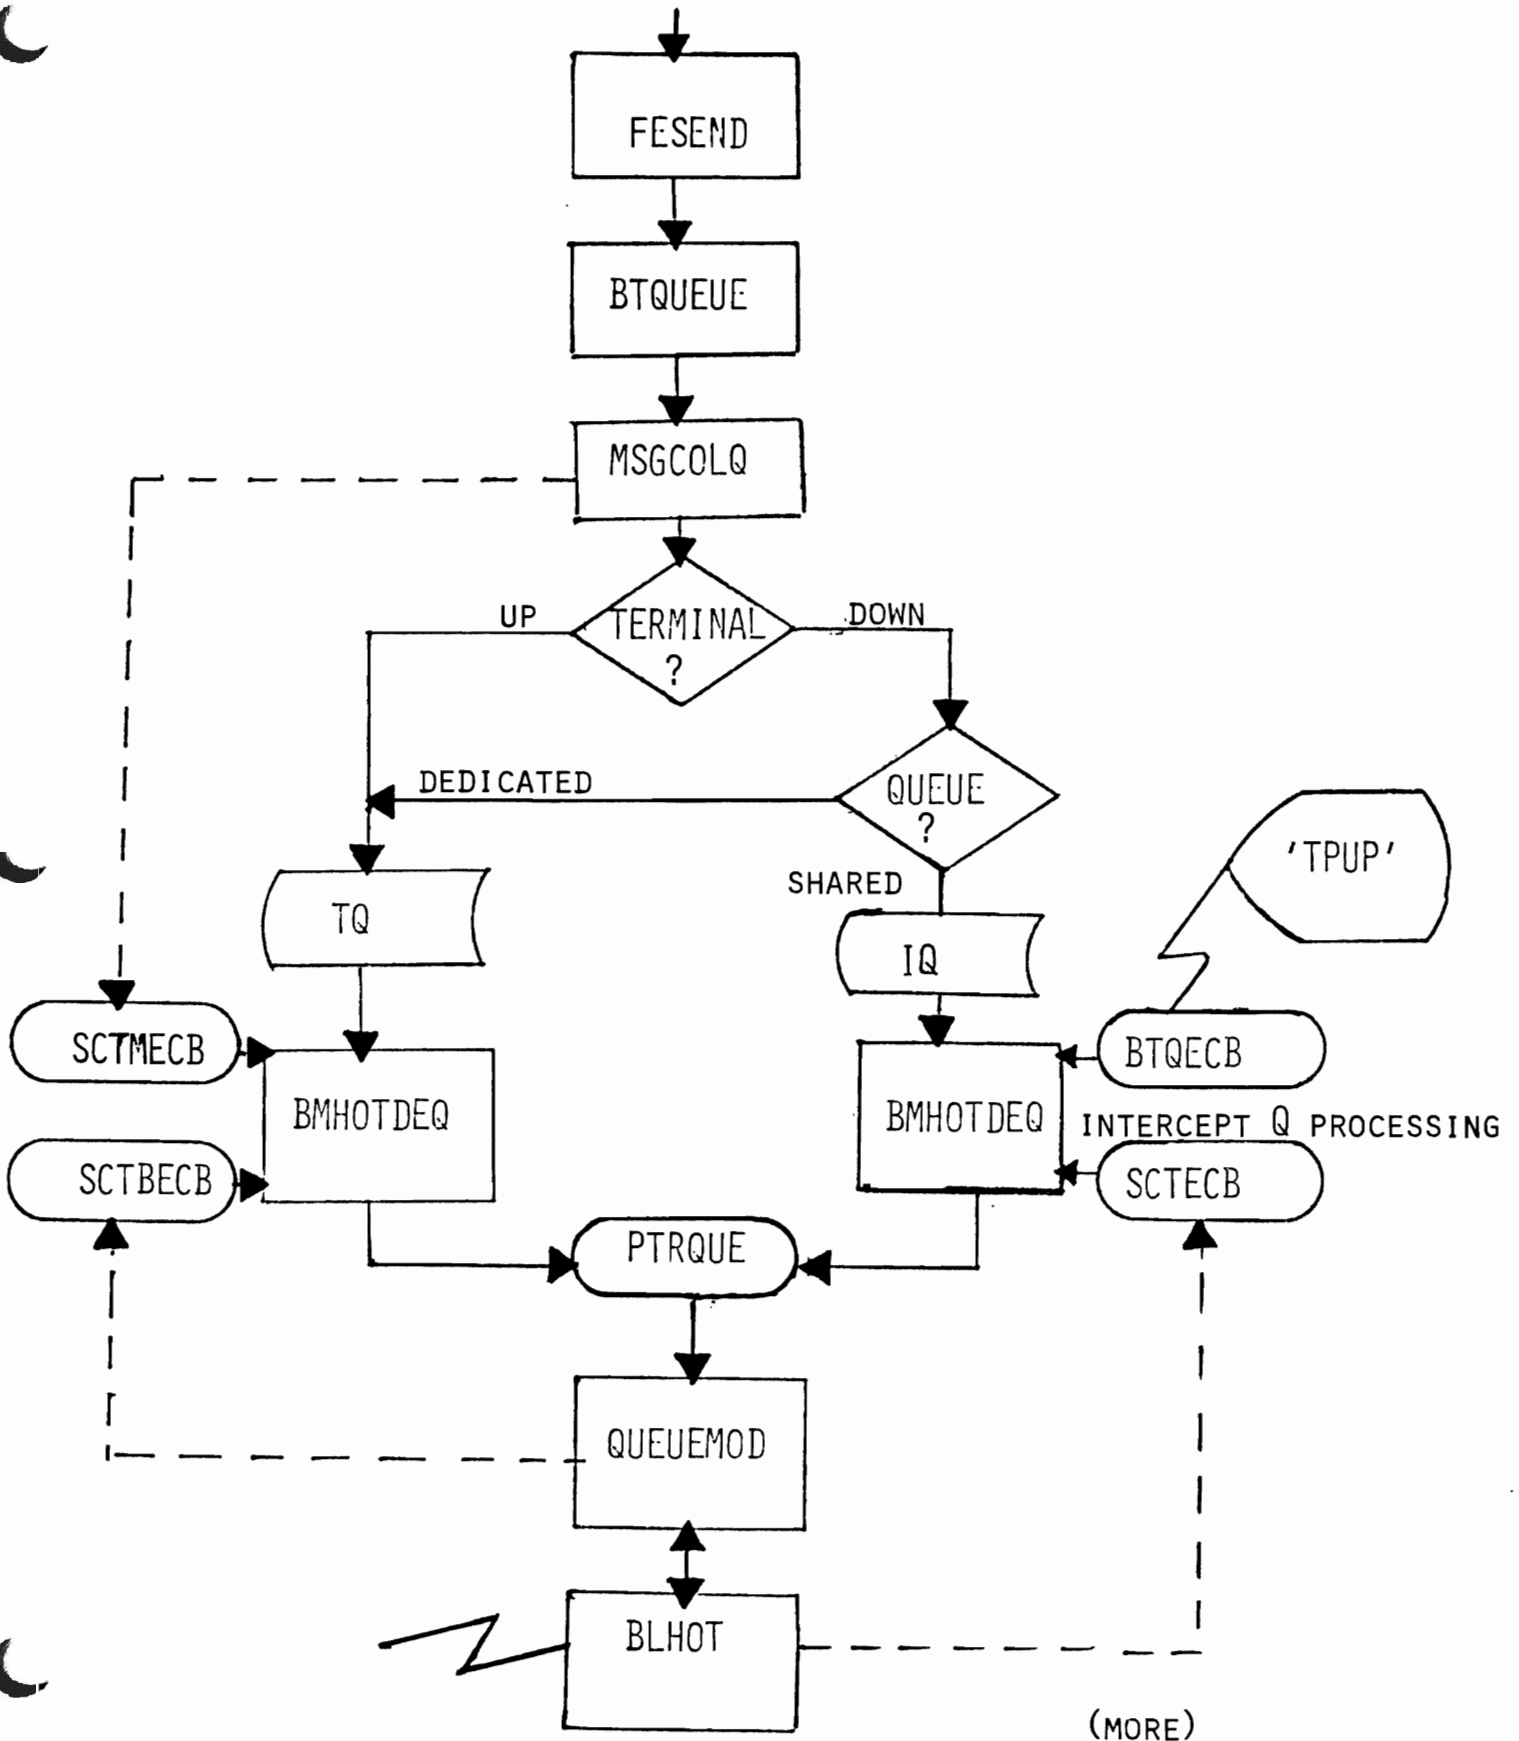 FESEND
BTQUEUE
MSGCOLQ
UP
TERMINAL
?
DOWN
DEDICATED
QUEUE
?
'TPUP'
SHARED
TQ
IQ
SCTMECB
BTQECB
BMHOTDEQ
BMHOTDEQ
INTERCEPT Q PROCESSING
SCTBECB
SCTECB
PTRQUE
QUEUEMOD
BLHOT
(MORE)